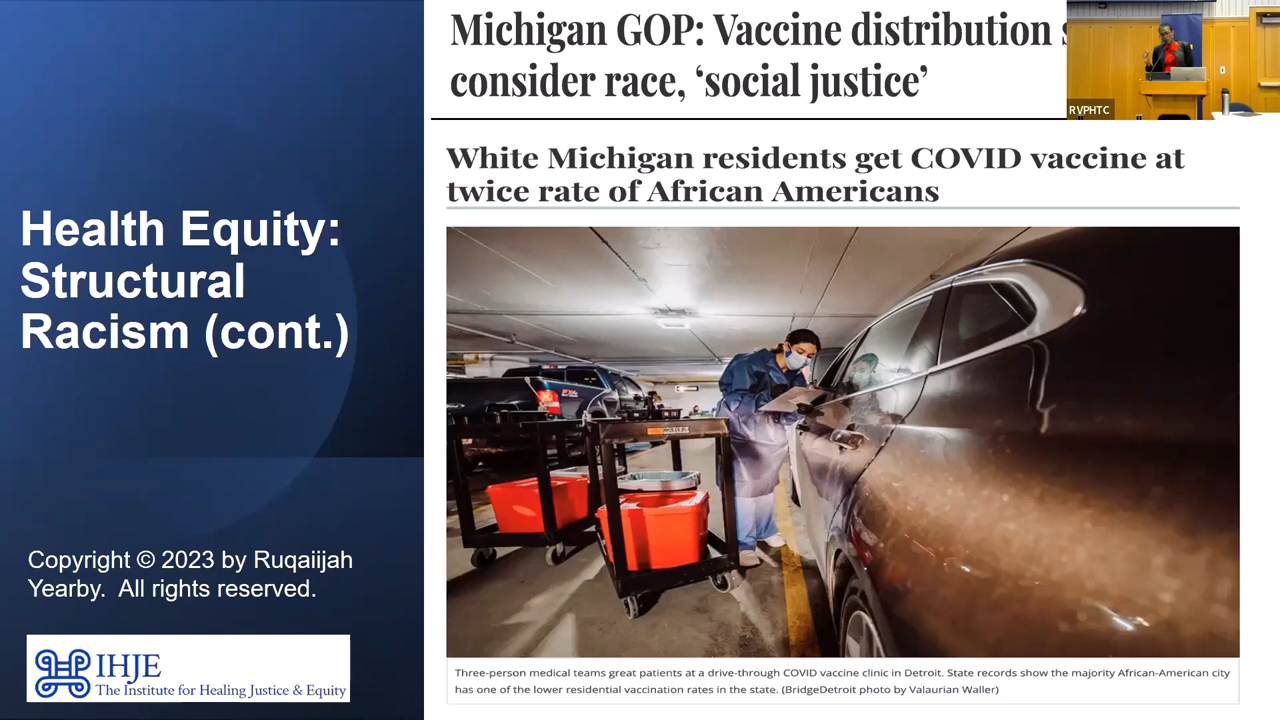 Michigan GOP: Vaccine distribution
consider race, ‘social justice’
RVPHTC
White Michigan residents get COVID vaccine at
twice rate of African Americans
Health Equity:
Structural
Racism (cont.)
Three-person medical teams great patients at a drive-through COVID vaccine clinic in Detroit. State records show the majority African-American city
has one of the lower residential vaccination rates in the state. (BridgeDetroit photo by Valaurian Waller)
Copyright © 2023 by Ruqaiijah
Yearby.  All rights reserved.
IHJE
The Institute for Healing Justice & Equity